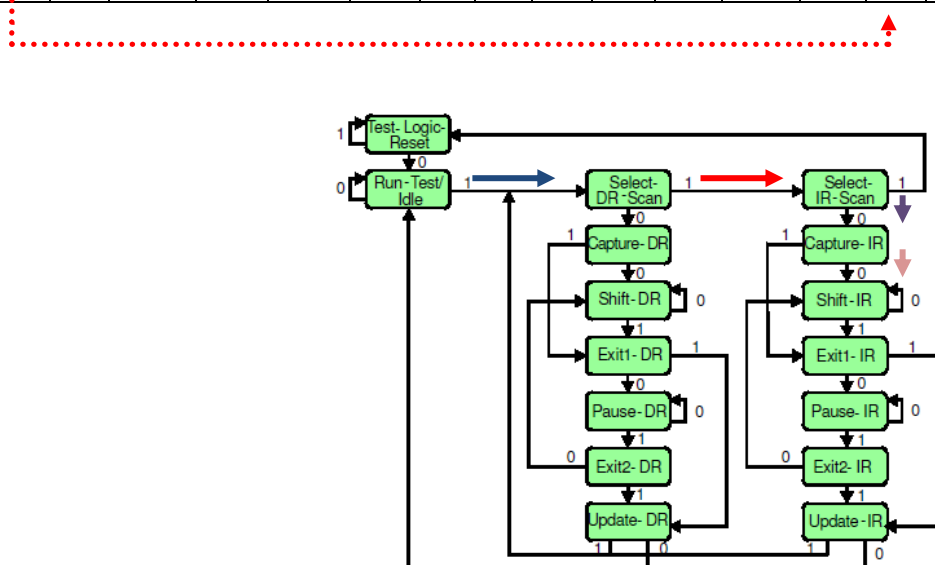 1
Test- Logic-
Reset
0
0
Run - Test/
Idle
1
Select-
DR -Scan
1
Select-
IR -Scan
1
0
0
1
Capture- DR
1
Capture- IR
0
0
Shift- DR
0
Shift- IR
0
1
1
Exit1- DR
1
Exit1- IR
1
0
0
Pause- DR
0
Pause- IR
0
1
1
0
Exit2- DR
0
Exit2- IR
1
1
Update- DR
Update - IR
1
0
1
0